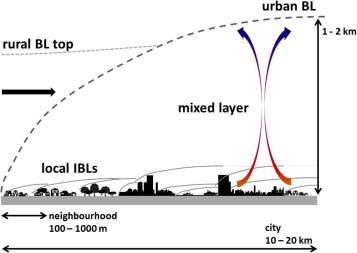 urban BL
rural BL top
1 - 2 km
mixed layer
local IBLs
neighbourhood
100 – 1000 m
city
10 – 20 km